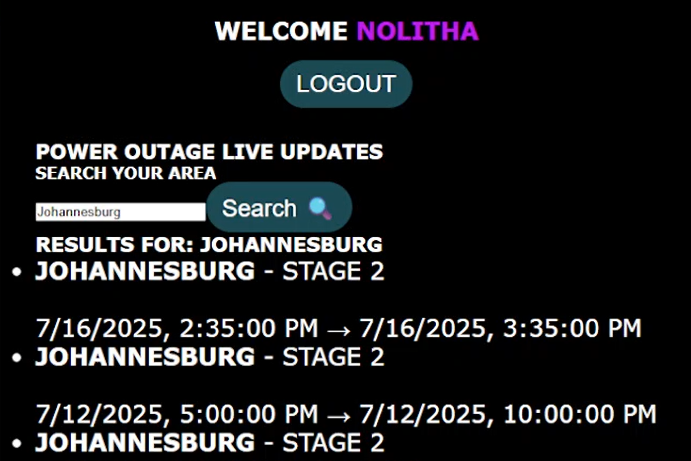 WELCOME NOLITHA
LOGOUT
POWER OUTAGE LIVE UPDATES
SEARCH YOUR AREA
Johannesburg
Search
RESULTS FOR: JOHANNESBURG
JOHANNESBURG - STAGE 2
7/16/2025, 2:35:00 PM → 7/16/2025, 3:35:00 PM
JOHANNESBURG - STAGE 2
7/12/2025, 5:00:00 PM → 7/12/2025, 10:00:00 PM
JOHANNESBURG - STAGE 2